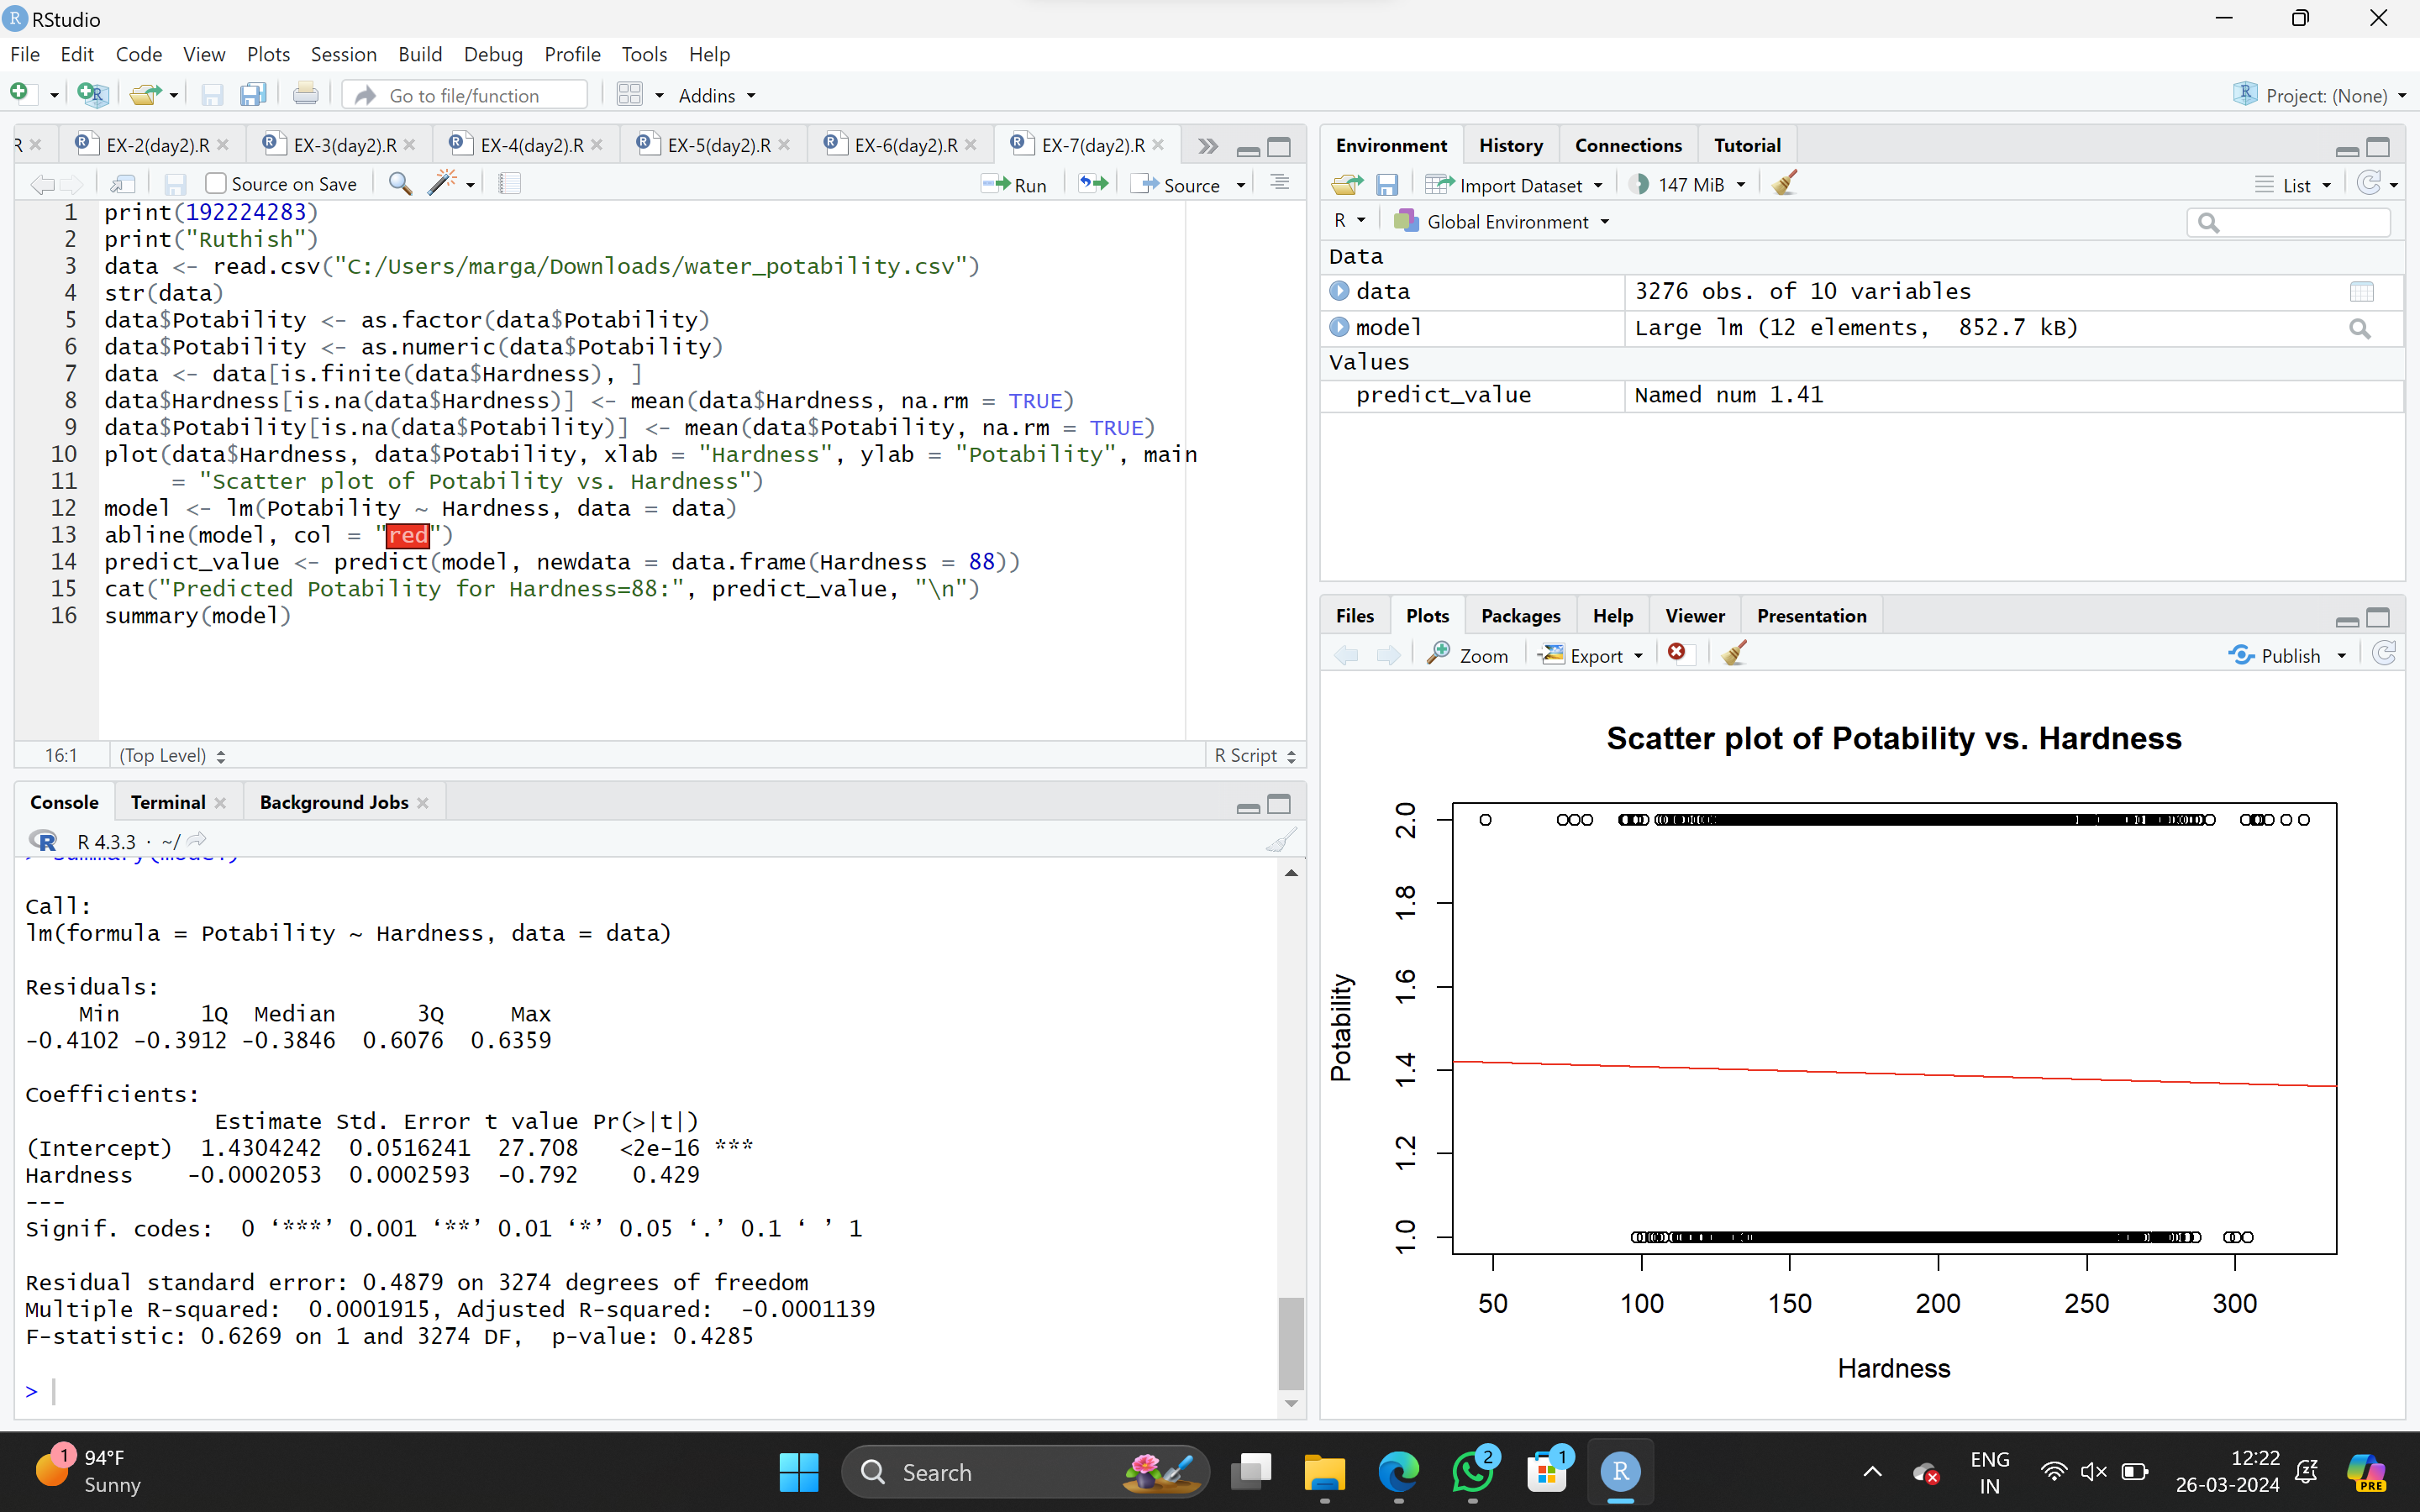 RStudio
File Edit Code View Plots Session Build Debug Profile Tools Help
Go to file/function Addins Project: (None)
R EX-2(day2).R EX-3(day2).R EX-4(day2).R EX-5(day2).R EX-6(day2).R EX-7(day2).R
Source on Save Run Source
1 print(192224283)
2 print("Ruthish")
3 data <- read.csv("C:/Users/marga/Downloads/water_potability.csv")
4 str(data)
5 data$Potability <- as.factor(data$Potability)
6 data$Potability <- as.numeric(data$Potability)
7 data <- data[is.finite(data$Hardness), ]
8 data$Hardness[is.na(data$Hardness)] <- mean(data$Hardness, na.rm = TRUE)
9 data$Potability[is.na(data$Potability)] <- mean(data$Potability, na.rm = TRUE)
10 plot(data$Hardness, data$Potability, xlab = "Hardness", ylab = "Potability", main
11 = "Scatter plot of Potability vs. Hardness")
12 model <- lm(Potability ~ Hardness, data = data)
13 abline(model, col = "red")
14 predict_value <- predict(model, newdata = data.frame(Hardness = 88))
15 cat("Predicted Potability for Hardness=88:", predict_value, "\n")
16 summary(model)
16:1 (Top Level) R Script
Console Terminal Background Jobs
R 4.3.3 · ~/
> summary(model)
Call:
lm(formula = Potability ~ Hardness, data = data)
Residuals:
Min 1Q Median 3Q Max
-0.4102 -0.3912 -0.3846 0.6076 0.6359
Coefficients:
Estimate Std. Error t value Pr(>|t|)
(Intercept) 1.4304242 0.0516241 27.708 <2e-16 ***
Hardness -0.0002053 0.0002593 -0.792 0.429
---
Signif. codes: 0 ‘***’ 0.001 ‘**’ 0.01 ‘*’ 0.05 ‘.’ 0.1 ‘ ’ 1
Residual standard error: 0.4879 on 3274 degrees of freedom
Multiple R-squared: 0.0001915, Adjusted R-squared: -0.0001139
F-statistic: 0.6269 on 1 and 3274 DF, p-value: 0.4285
>
Environment History Connections Tutorial
Import Dataset 147 MiB List
R Global Environment
Data
data 3276 obs. of 10 variables
model Large lm (12 elements, 852.7 kB)
Values
predict_value Named num 1.41
Files Plots Packages Help Viewer Presentation
Zoom Export Publish
Scatter plot of Potability vs. Hardness
2.0
1.8
1.6
1.4
1.2
1.0
Potability
50 100 150 200 250 300
Hardness
1 94°F
Sunny
Search
2
1
R
ENG
IN
12:22
26-03-2024
PRE